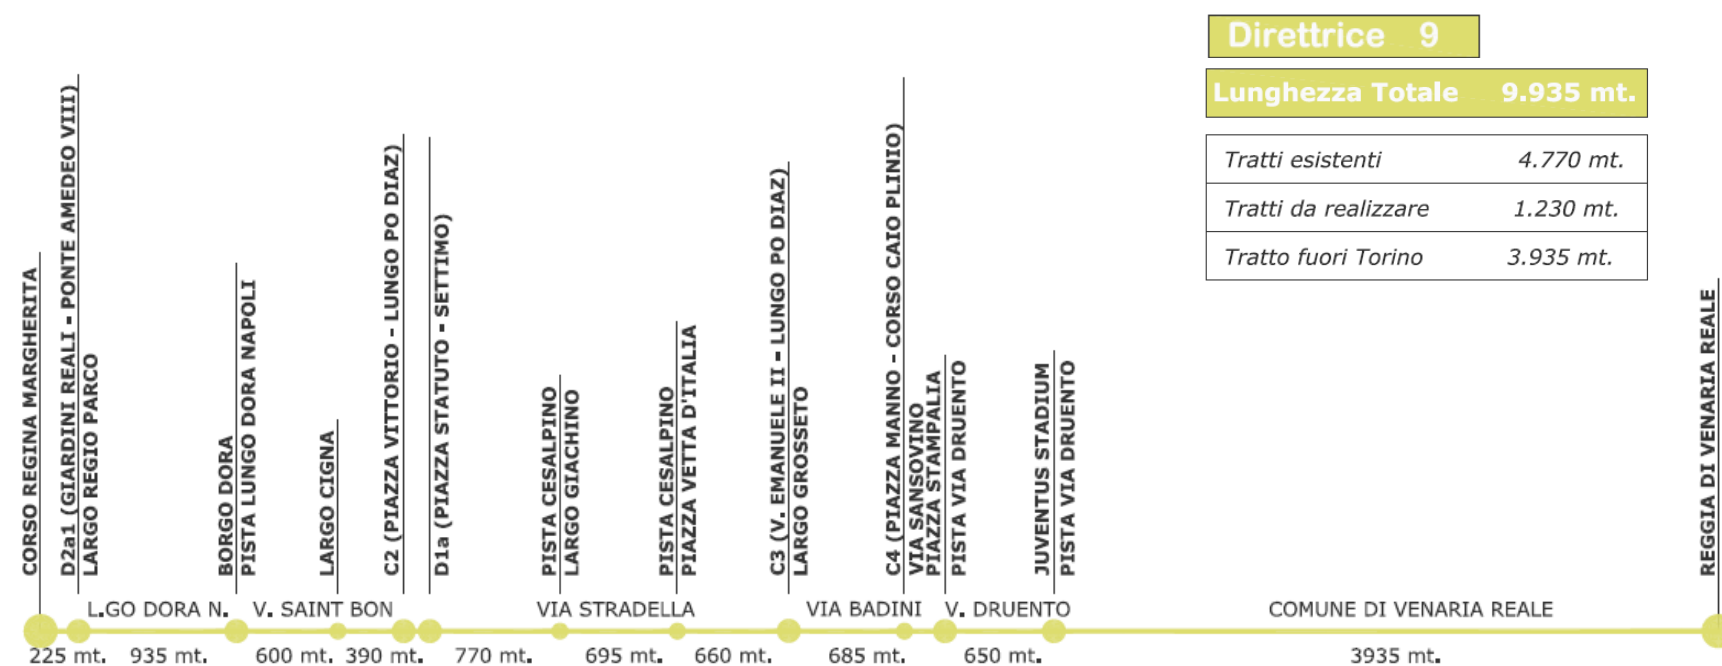 Direttrice 9
Lunghezza Totale 9.935 mt.
Tratti esistenti 4.770 mt.
Tratti da realizzare 1.230 mt.
Tratto fuori Torino 3.935 mt.
CORSO REGINA MARGHERITA
D2a1 (GIARDINI REALI - PONTE AMEDEO VIII)
LARGO REGIO PARCO
BORGO DORA
PISTA LUNGO DORA NAPOLI
LARGO CIGNA
C2 (PIAZZA VITTORIO - LUNGO PO DIAZ)
D1a (PIAZZA STATUTO - SETTIMO)
PISTA CESALPINO
LARGO GIACHINO
PISTA CESALPINO
PIAZZA VETTA D'ITALIA
C3 (V. EMANUELE II - LUNGO PO DIAZ)
LARGO GROSSETO
C4 (PIAZZA MANNO - CORSO CAIO PLINIO)
VIA SANSOVINO
PIAZZA STAMPALIA
PISTA VIA DRUENTO
JUVENTUS STADIUM
PISTA VIA DRUENTO
REGGIA DI VENARIA REALE
L.GO DORA N. V. SAINT BON VIA STRADELLA VIA BADINI V. DRUENTO COMUNE DI VENARIA REALE
225 mt. 935 mt. 600 mt. 390 mt. 770 mt. 695 mt. 660 mt. 685 mt. 650 mt. 3935 mt.